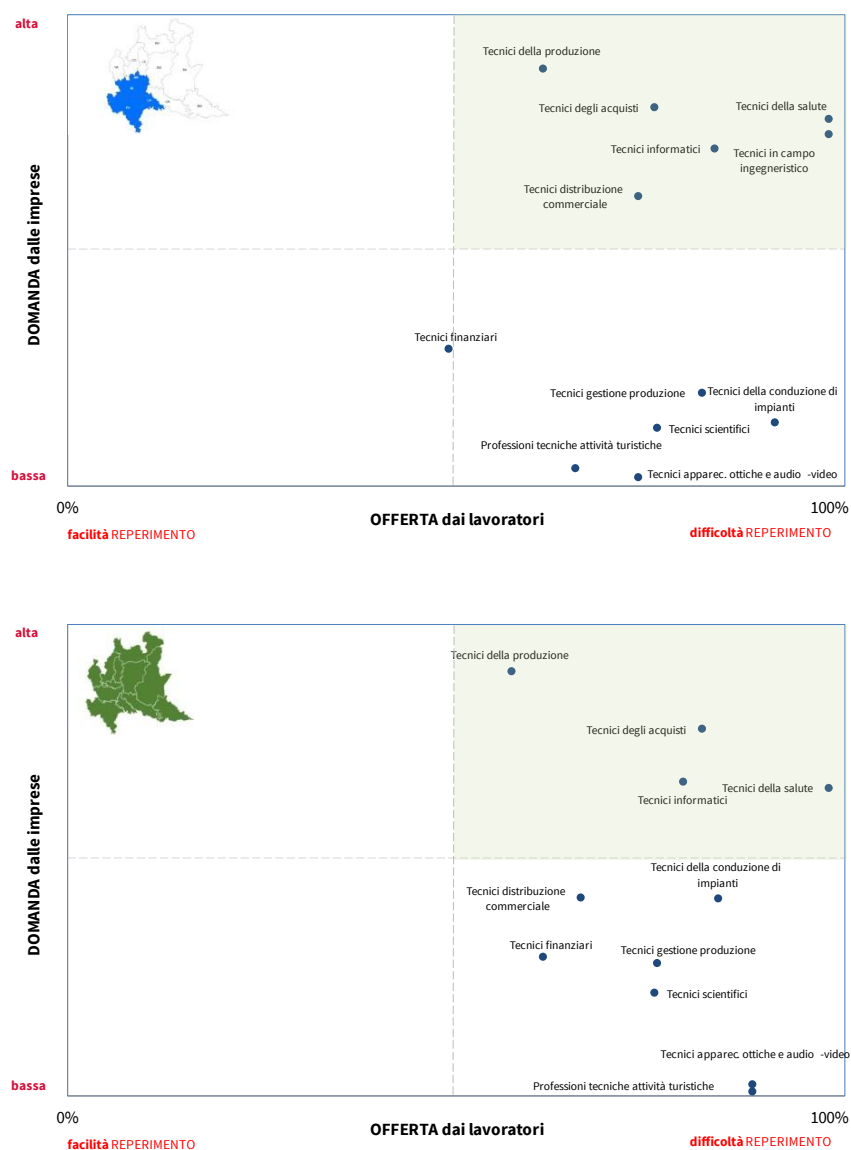 alta
Tecnici della produzione
Tecnici degli acquisti
Tecnici della salute
Tecnici informatici
Tecnici in campo
ingegneristico
Tecnici distribuzione
commerciale
DOMANDA dalle imprese
Tecnici finanziari
Tecnici gestione produzione
Tecnici della conduzione di
impianti
Tecnici scientifici
Professioni tecniche attività turistiche
Tecnici apparec. ottiche e audio -video
bassa
0%
100%
OFFERTA dai lavoratori
facilità REPERIMENTO
difficoltà REPERIMENTO
alta
Tecnici della produzione
Tecnici degli acquisti
Tecnici della salute
Tecnici informatici
DOMANDA dalle imprese
Tecnici della conduzione di
impianti
Tecnici distribuzione
commerciale
Tecnici finanziari
Tecnici gestione produzione
Tecnici scientifici
Tecnici apparec. ottiche e audio -video
Professioni tecniche attività turistiche
bassa
0%
100%
OFFERTA dai lavoratori
facilità REPERIMENTO
difficoltà REPERIMENTO